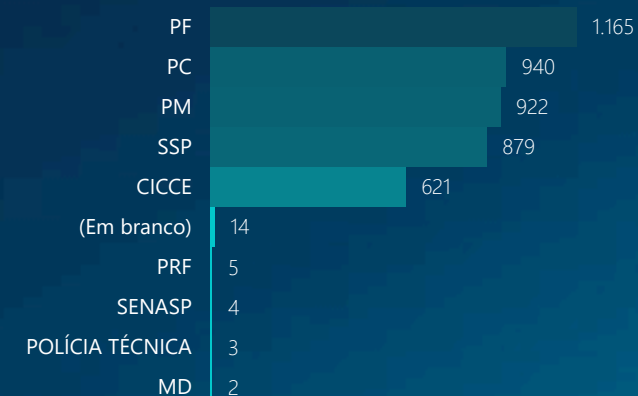 PF 1.165
PC 940
PM 922
SSP 879
CICCE 621
(Em branco) 14
PRF 5
SENASP 4
POLÍCIA TÉCNICA 3
MD 2